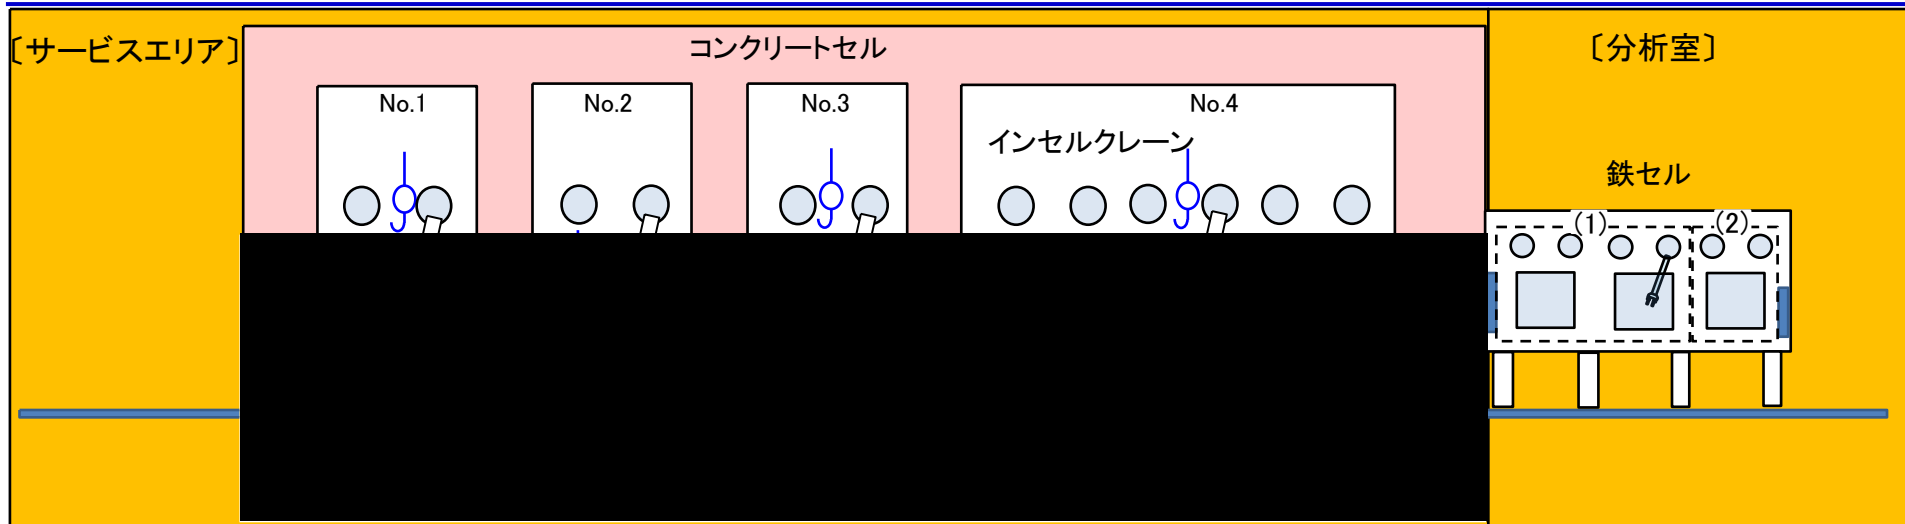 〔サービスエリア〕
コンクリートセル
〔分析室〕
No.1
No.2
No.3
No.4
インセルクレーン
鉄セル
(1)
(2)